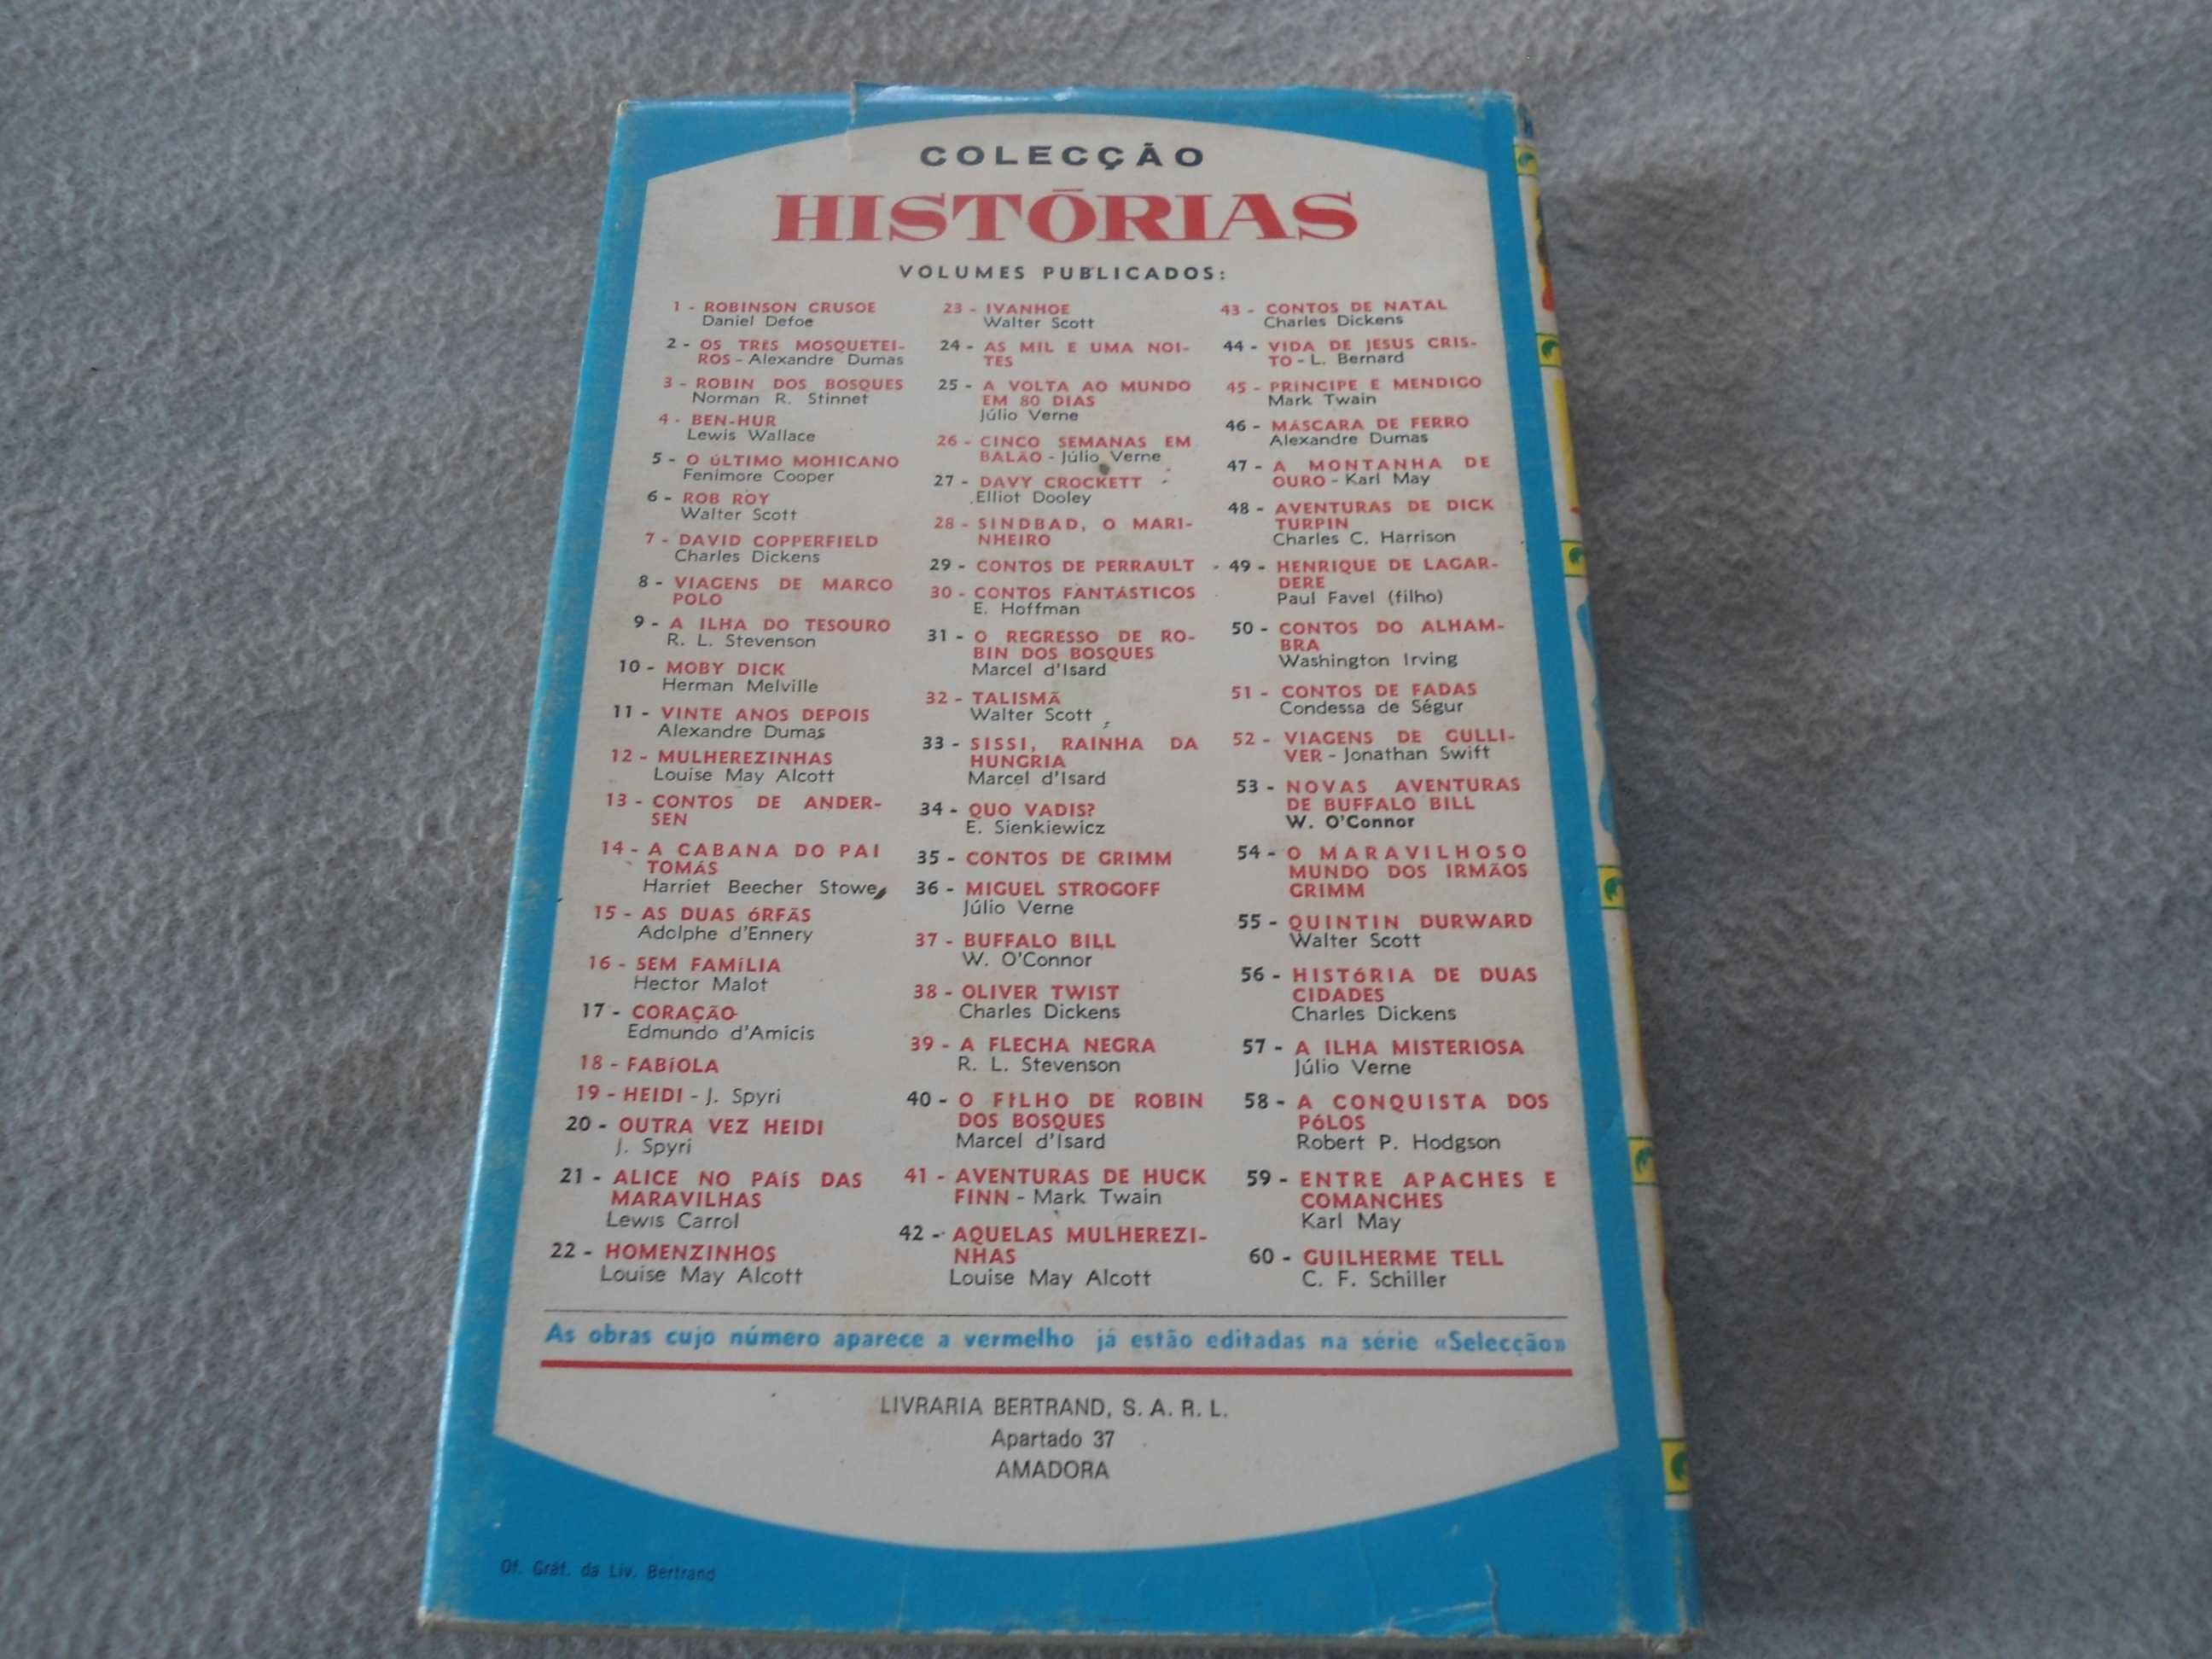 COLECÇÃO
HISTÓRIAS
VOLUMES PUBLICADOS:
1 - ROBINSON CRUSOE
Daniel Defoe
2 - OS TRÊS MOSQUETEI-
ROS - Alexandre Dumas
3 - ROBIN DOS BOSQUES
Norman R. Stinnet
4 - BEN-HUR
Lewis Wallace
5 - O ÚLTIMO MOHICANO
Fenimore Cooper
6 - ROB ROY
Walter Scott
7 - DAVID COPPERFIELD
Charles Dickens
8 - VIAGENS DE MARCO
POLO
9 - A ILHA DO TESOURO
R. L. Stevenson
10 - MOBY DICK
Herman Melville
11 - VINTE ANOS DEPOIS
Alexandre Dumas
12 - MULHEREZINHAS
Louise May Alcott
13 - CONTOS DE ANDER-
SEN
14 - A CABANA DO PAI
TOMÁS
Harriet Beecher Stowe
15 - AS DUAS ÓRFÃS
Adolphe d'Ennery
16 - SEM FAMÍLIA
Hector Malot
17 - CORAÇÃO
Edmundo d'Amicis
18 - FABÍOLA
19 - HEIDI - J. Spyri
20 - OUTRA VEZ HEIDI
J. Spyri
21 - ALICE NO PAÍS DAS
MARAVILHAS
Lewis Carrol
22 - HOMENZINHOS
Louise May Alcott
23 - IVANHOE
Walter Scott
24 - AS MIL E UMA NOI-
TES
25 - A VOLTA AO MUNDO
EM 80 DIAS
Júlio Verne
26 - CINCO SEMANAS EM
BALÃO - Júlio Verne
27 - DAVY CROCKETT
Elliot Dooley
28 - SINDBAD, O MARI-
NHEIRO
29 - CONTOS DE PERRAULT
30 - CONTOS FANTÁSTICOS
E. Hoffman
31 - O REGRESSO DE RO-
BIN DOS BOSQUES
Marcel d'Isard
32 - TALISMÃ
Walter Scott
33 - SISSI, RAINHA DA
HUNGRIA
Marcel d'Isard
34 - QUO VADIS?
E. Sienkiewicz
35 - CONTOS DE GRIMM
36 - MIGUEL STROGOFF
Júlio Verne
37 - BUFFALO BILL
W. O'Connor
38 - OLIVER TWIST
Charles Dickens
39 - A FLECHA NEGRA
R. L. Stevenson
40 - O FILHO DE ROBIN
DOS BOSQUES
Marcel d'Isard
41 - AVENTURAS DE HUCK
FINN - Mark Twain
42 - AQUELAS MULHEREZI-
NHAS
Louise May Alcott
43 - CONTOS DE NATAL
Charles Dickens
44 - VIDA DE JESUS CRIS-
TO - L. Bernard
45 - PRÍNCIPE E MENDIGO
Mark Twain
46 - MÁSCARA DE FERRO
Alexandre Dumas
47 - A MONTANHA DE
OURO - Karl May
48 - AVENTURAS DE DICK
TURPIN
Charles C. Harrison
49 - HENRIQUE DE LAGAR-
DERE
Paul Favel (filho)
50 - CONTOS DO ALHAM-
BRA
Washington Irving
51 - CONTOS DE FADAS
Condessa de Ségur
52 - VIAGENS DE GULLI-
VER - Jonathan Swift
53 - NOVAS AVENTURAS
DE BUFFALO BILL
W. O'Connor
54 - O MARAVILHOSO
MUNDO DOS IRMÃOS
GRIMM
55 - QUINTIN DURWARD
Walter Scott
56 - HISTÓRIA DE DUAS
CIDADES
Charles Dickens
57 - A ILHA MISTERIOSA
Júlio Verne
58 - A CONQUISTA DOS
PÓLOS
Robert P. Hodgson
59 - ENTRE APACHES E
COMANCHES
Karl May
60 - GUILHERME TELL
C. F. Schiller
As obras cujo número aparece a vermelho já estão editadas na série «Selecção»
LIVRARIA BERTRAND, S. A. R. L.
Apartado 37
AMADORA
Of. Gráf. da Liv. Bertrand